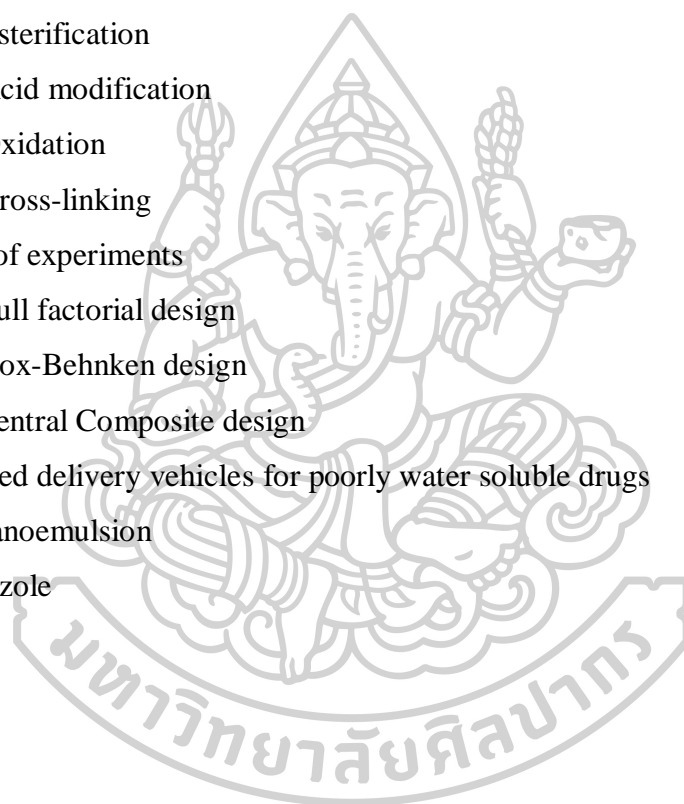 sterification
cid modification
xidation
ross-linking
of experiments
ull factorial design
ox-Behnken design
entral Composite design
ed delivery vehicles for poorly water soluble drugs
anoemulsion
zole
มหาวิทยาลัยศิลปากร